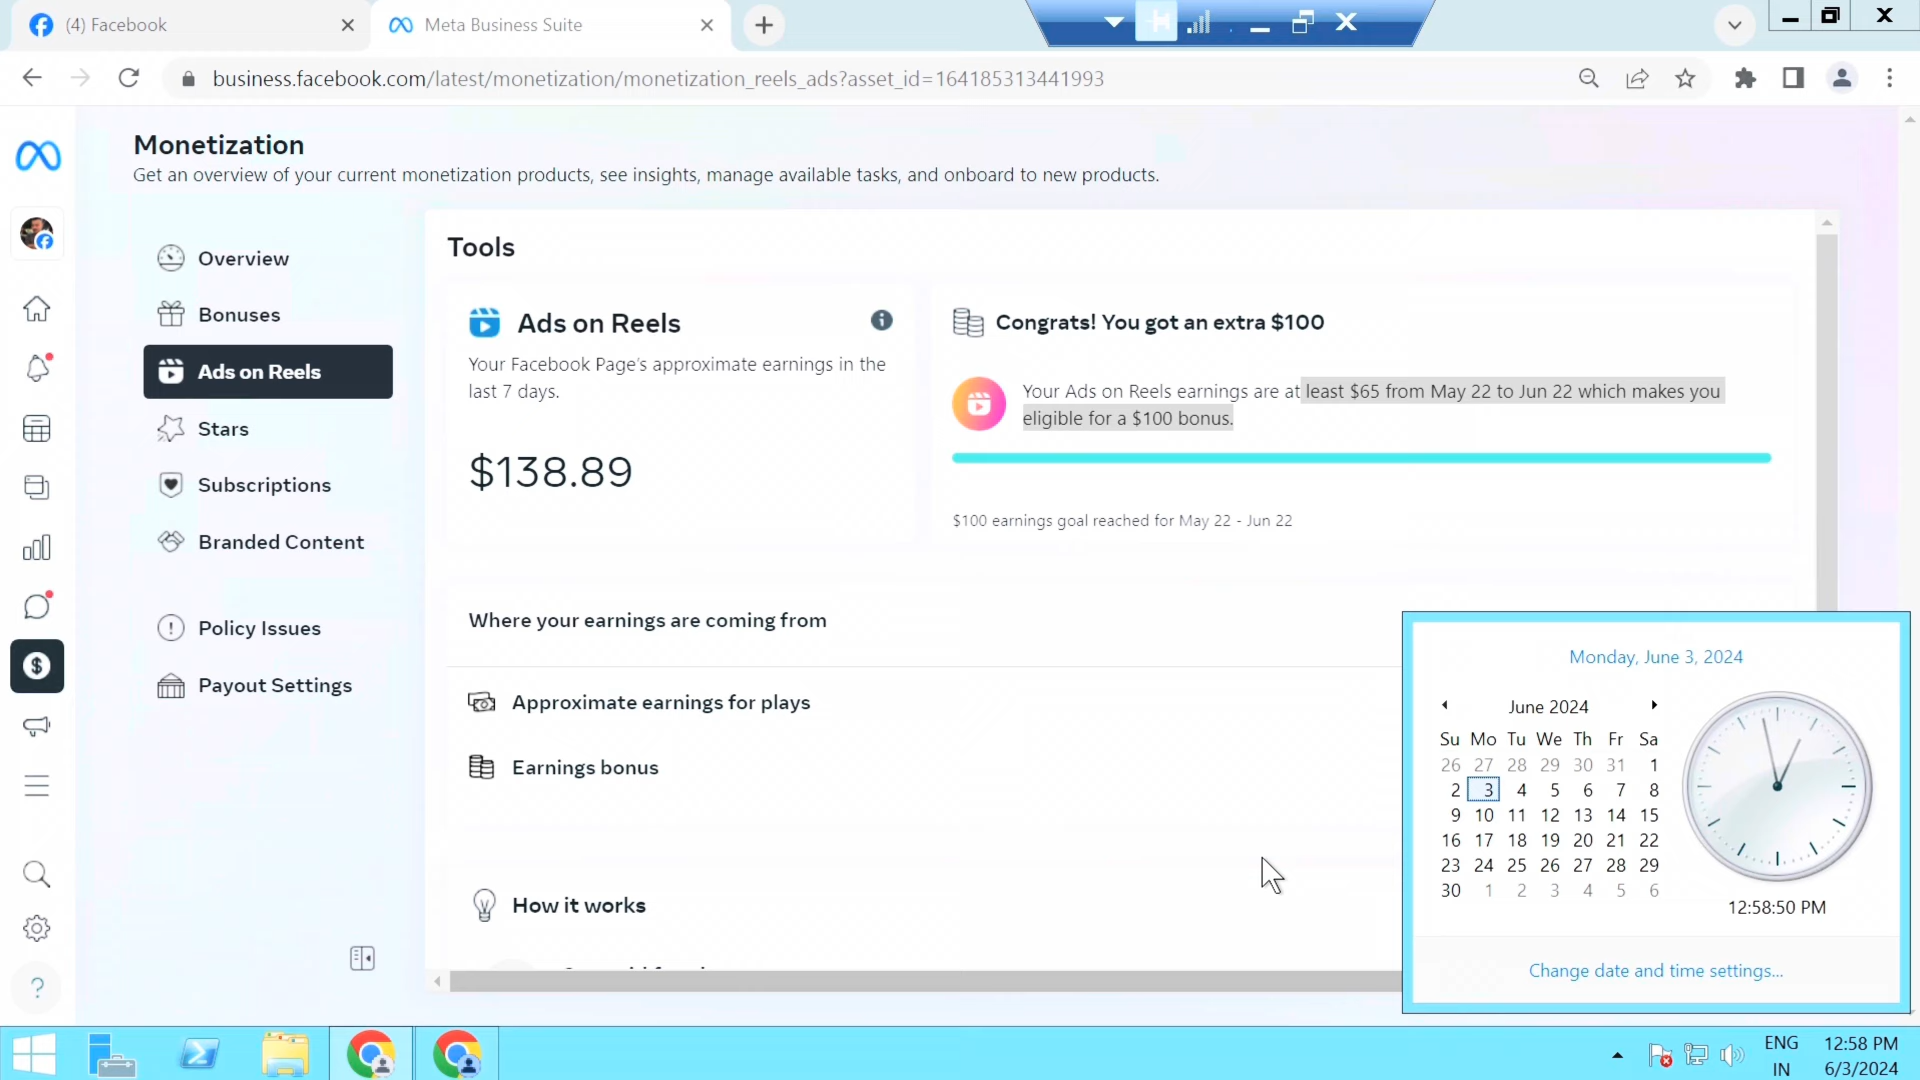 (4) Facebook
Meta Business Suite
business.facebook.com/latest/monetization/monetization_reels_ads?asset_id=164185313441993
Monetization
Get an overview of your current monetization products, see insights, manage available tasks, and onboard to new products.
Overview
Bonuses
Ads on Reels
Stars
Subscriptions
Branded Content
Policy Issues
Payout Settings
Tools
Ads on Reels
Your Facebook Page's approximate earnings in the
last 7 days.
$138.89
Congrats! You got an extra $100
Your Ads on Reels earnings are at least $65 from May 22 to Jun 22 which makes you
eligible for a $100 bonus.
$100 earnings goal reached for May 22 - Jun 22
Where your earnings are coming from
Approximate earnings for plays
Earnings bonus
How it works
Monday, June 3, 2024
June 2024
Su Mo Tu We Th Fr Sa
26 27 28 29 30 31 1
2 3 4 5 6 7 8
9 10 11 12 13 14 15
16 17 18 19 20 21 22
23 24 25 26 27 28 29
30 1 2 3 4 5 6
12:58:50 PM
Change date and time settings...
ENG
IN
12:58 PM
6/3/2024